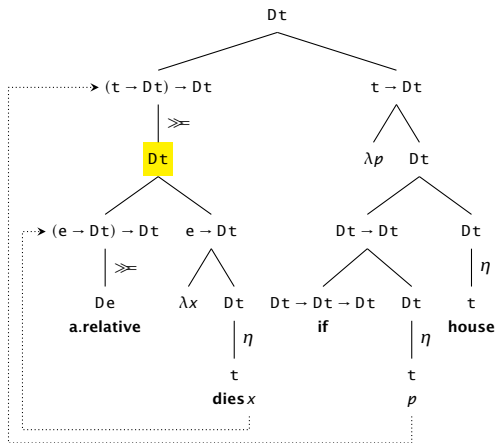 Dt
(t → Dt) → Dt t → Dt
≫=
Dt λp Dt
(e → Dt) → Dt e → Dt Dt → Dt Dt
≫= η
De λx Dt Dt → Dt → Dt Dt t
a.relative if house
η η
t t
dies x p